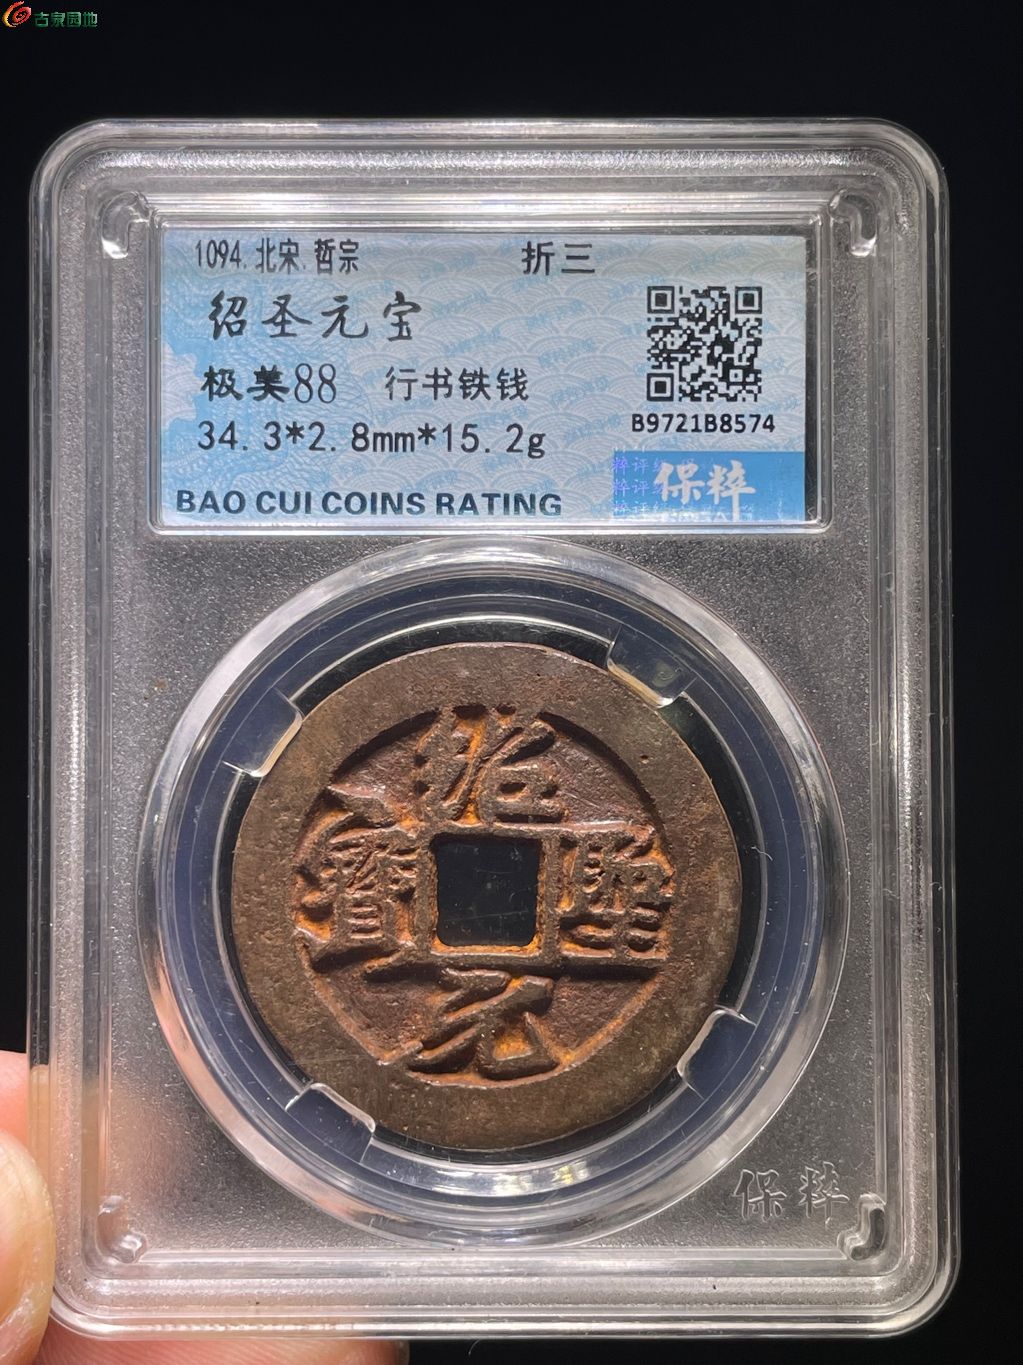 古泉园地
1094.北宋.哲宗 折三
绍圣元宝
极美88 行书铁钱
34.3*2.8mm*15.2g
B9721B8574
BAO CUI COINS RATING
保粹
紹
寶 聖
元
保粹